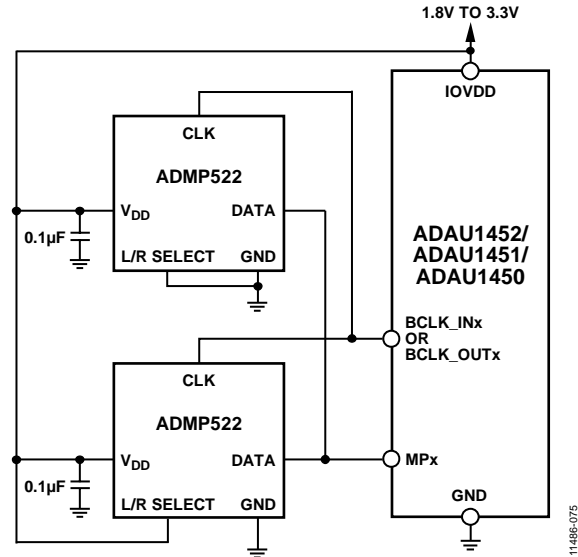 1.8V TO 3.3V
IOVDD
CLK
ADMP522
VDD
DATA
0.1µF
L/R SELECT
GND
ADAU1452/
ADAU1451/
ADAU1450
BCLK_INx
OR
BCLK_OUTx
CLK
ADMP522
VDD
DATA
MPx
0.1µF
L/R SELECT
GND
GND
11486-075